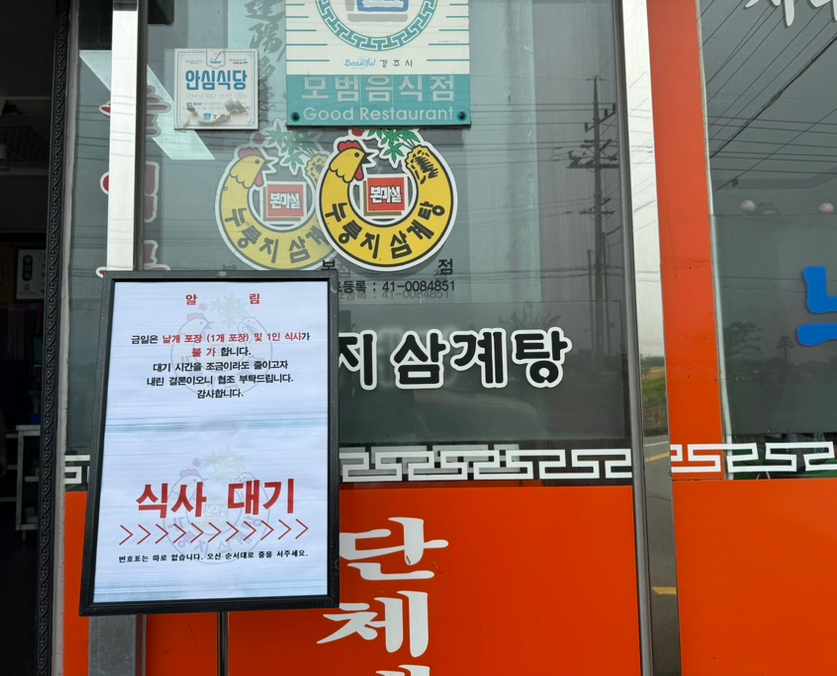 안심식당
Beautiful 경주시
모범음식점
Good Restaurant
본마실
누룽지 삼계탕
본마실
누룽지 삼계탕
점
등록 : 41-0084851
지 삼계탕
알 림
금일은 낱개 포장 (1개 포장) 및 1인 식사가
불 가 합니다.
대기 시간을 조금이라도 줄이고자
내린 결론이오니 협조 부탁드립니다.
감사합니다.
식사 대기
번호표는 따로 없습니다. 오신 순서대로 줄을 서주세요.
단체